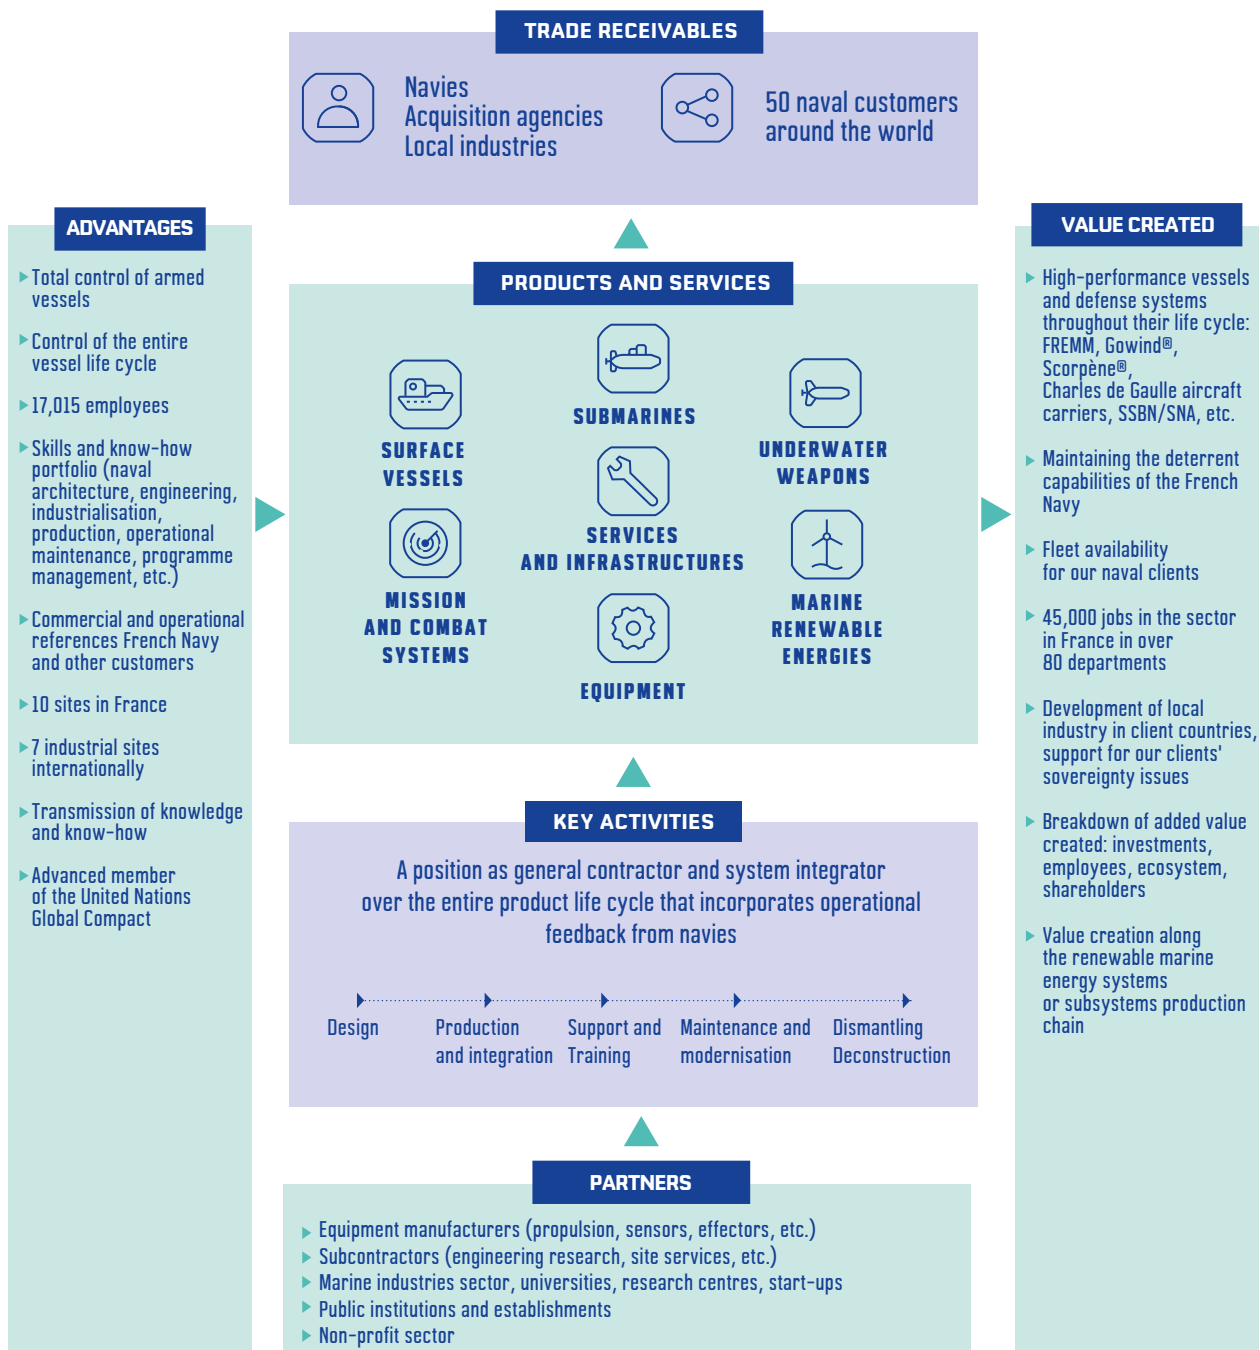 TRADE RECEIVABLES
Navies
Acquisition agencies
Local industries
50 naval customers
around the world
ADVANTAGES
Total control of armed
vessels
Control of the entire
vessel life cycle
17,015 employees
Skills and know-how
portfolio (naval
architecture, engineering,
industrialisation,
production, operational
maintenance, programme
management, etc.)
Commercial and operational
references French Navy
and other customers
10 sites in France
7 industrial sites
internationally
Transmission of knowledge
and know-how
Advanced member
of the United Nations
Global Compact
PRODUCTS AND SERVICES
SURFACE
VESSELS
SUBMARINES
UNDERWATER
WEAPONS
SERVICES
AND INFRASTRUCTURES
MISSION
AND COMBAT
SYSTEMS
EQUIPMENT
MARINE
RENEWABLE
ENERGIES
KEY ACTIVITIES
A position as general contractor and system integrator
over the entire product life cycle that incorporates operational
feedback from navies
Design
Production
and integration
Support and
Training
Maintenance and
modernisation
Dismantling
Deconstruction
PARTNERS
Equipment manufacturers (propulsion, sensors, effectors, etc.)
Subcontractors (engineering research, site services, etc.)
Marine industries sector, universities, research centres, start-ups
Public institutions and establishments
Non-profit sector
VALUE CREATED
High-performance vessels
and defense systems
throughout their life cycle:
FREMM, Gowind®,
Scorpène®,
Charles de Gaulle aircraft
carriers, SSBN/SNA, etc.
Maintaining the deterrent
capabilities of the French
Navy
Fleet availability
for our naval clients
45,000 jobs in the sector
in France in over
80 departments
Development of local
industry in client countries,
support for our clients'
sovereignty issues
Breakdown of added value
created: investments,
employees, ecosystem,
shareholders
Value creation along
the renewable marine
energy systems
or subsystems production
chain